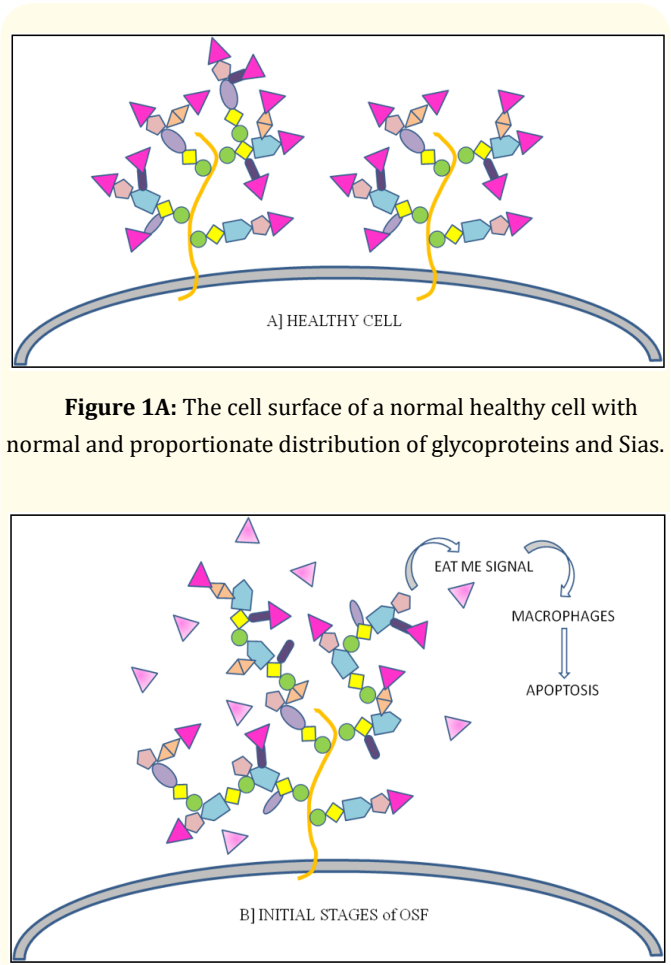 A] HEALTHY CELL
Figure 1A: The cell surface of a normal healthy cell with
normal and proportionate distribution of glycoproteins and Sias.
EAT ME SIGNAL
MACROPHAGES
APOPTOSIS
B] INITIAL STAGES of OSF